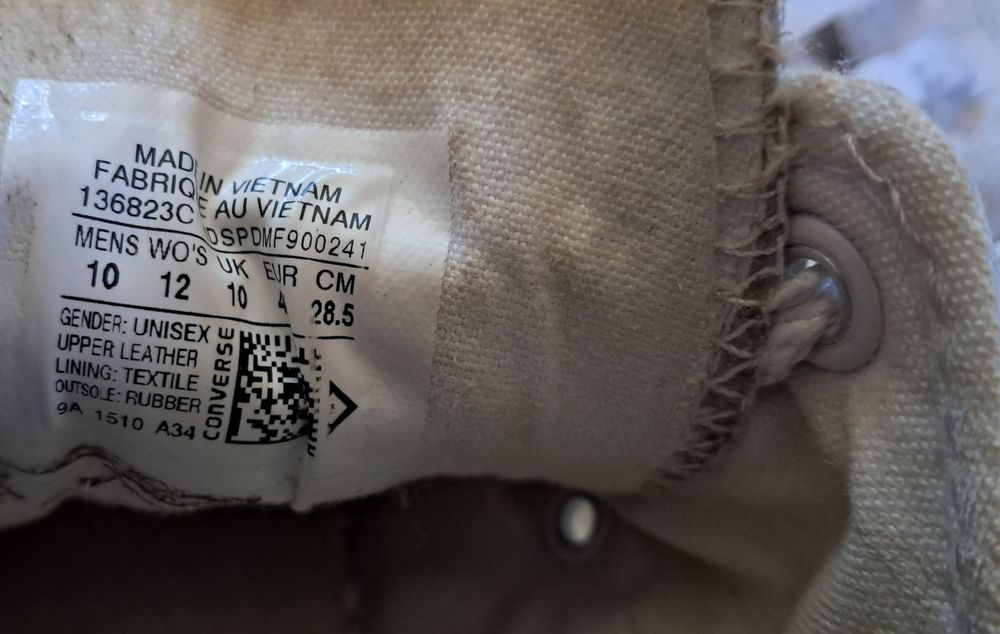 MADE IN VIETNAM
FABRIQUE AU VIETNAM
136823C DSPDMF900241
MENS WO'S UK EUR CM
10 12 10 28.5
GENDER: UNISEX
UPPER LEATHER
LINING: TEXTILE
OUTSOLE: RUBBER
9A 1510 A34
CONVERSE